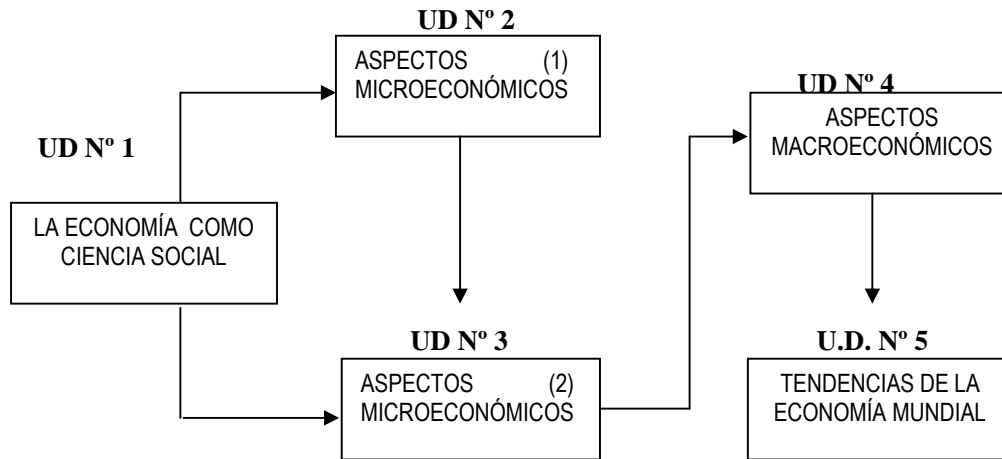 UD Nº 1
LA ECONOMÍA COMO
CIENCIA SOCIAL
UD Nº 2
ASPECTOS (1)
MICROECONÓMICOS
UD Nº 3
ASPECTOS (2)
MICROECONÓMICOS
UD Nº 4
ASPECTOS
MACROECONÓMICOS
U.D. Nº 5
TENDENCIAS DE LA
ECONOMÍA MUNDIAL